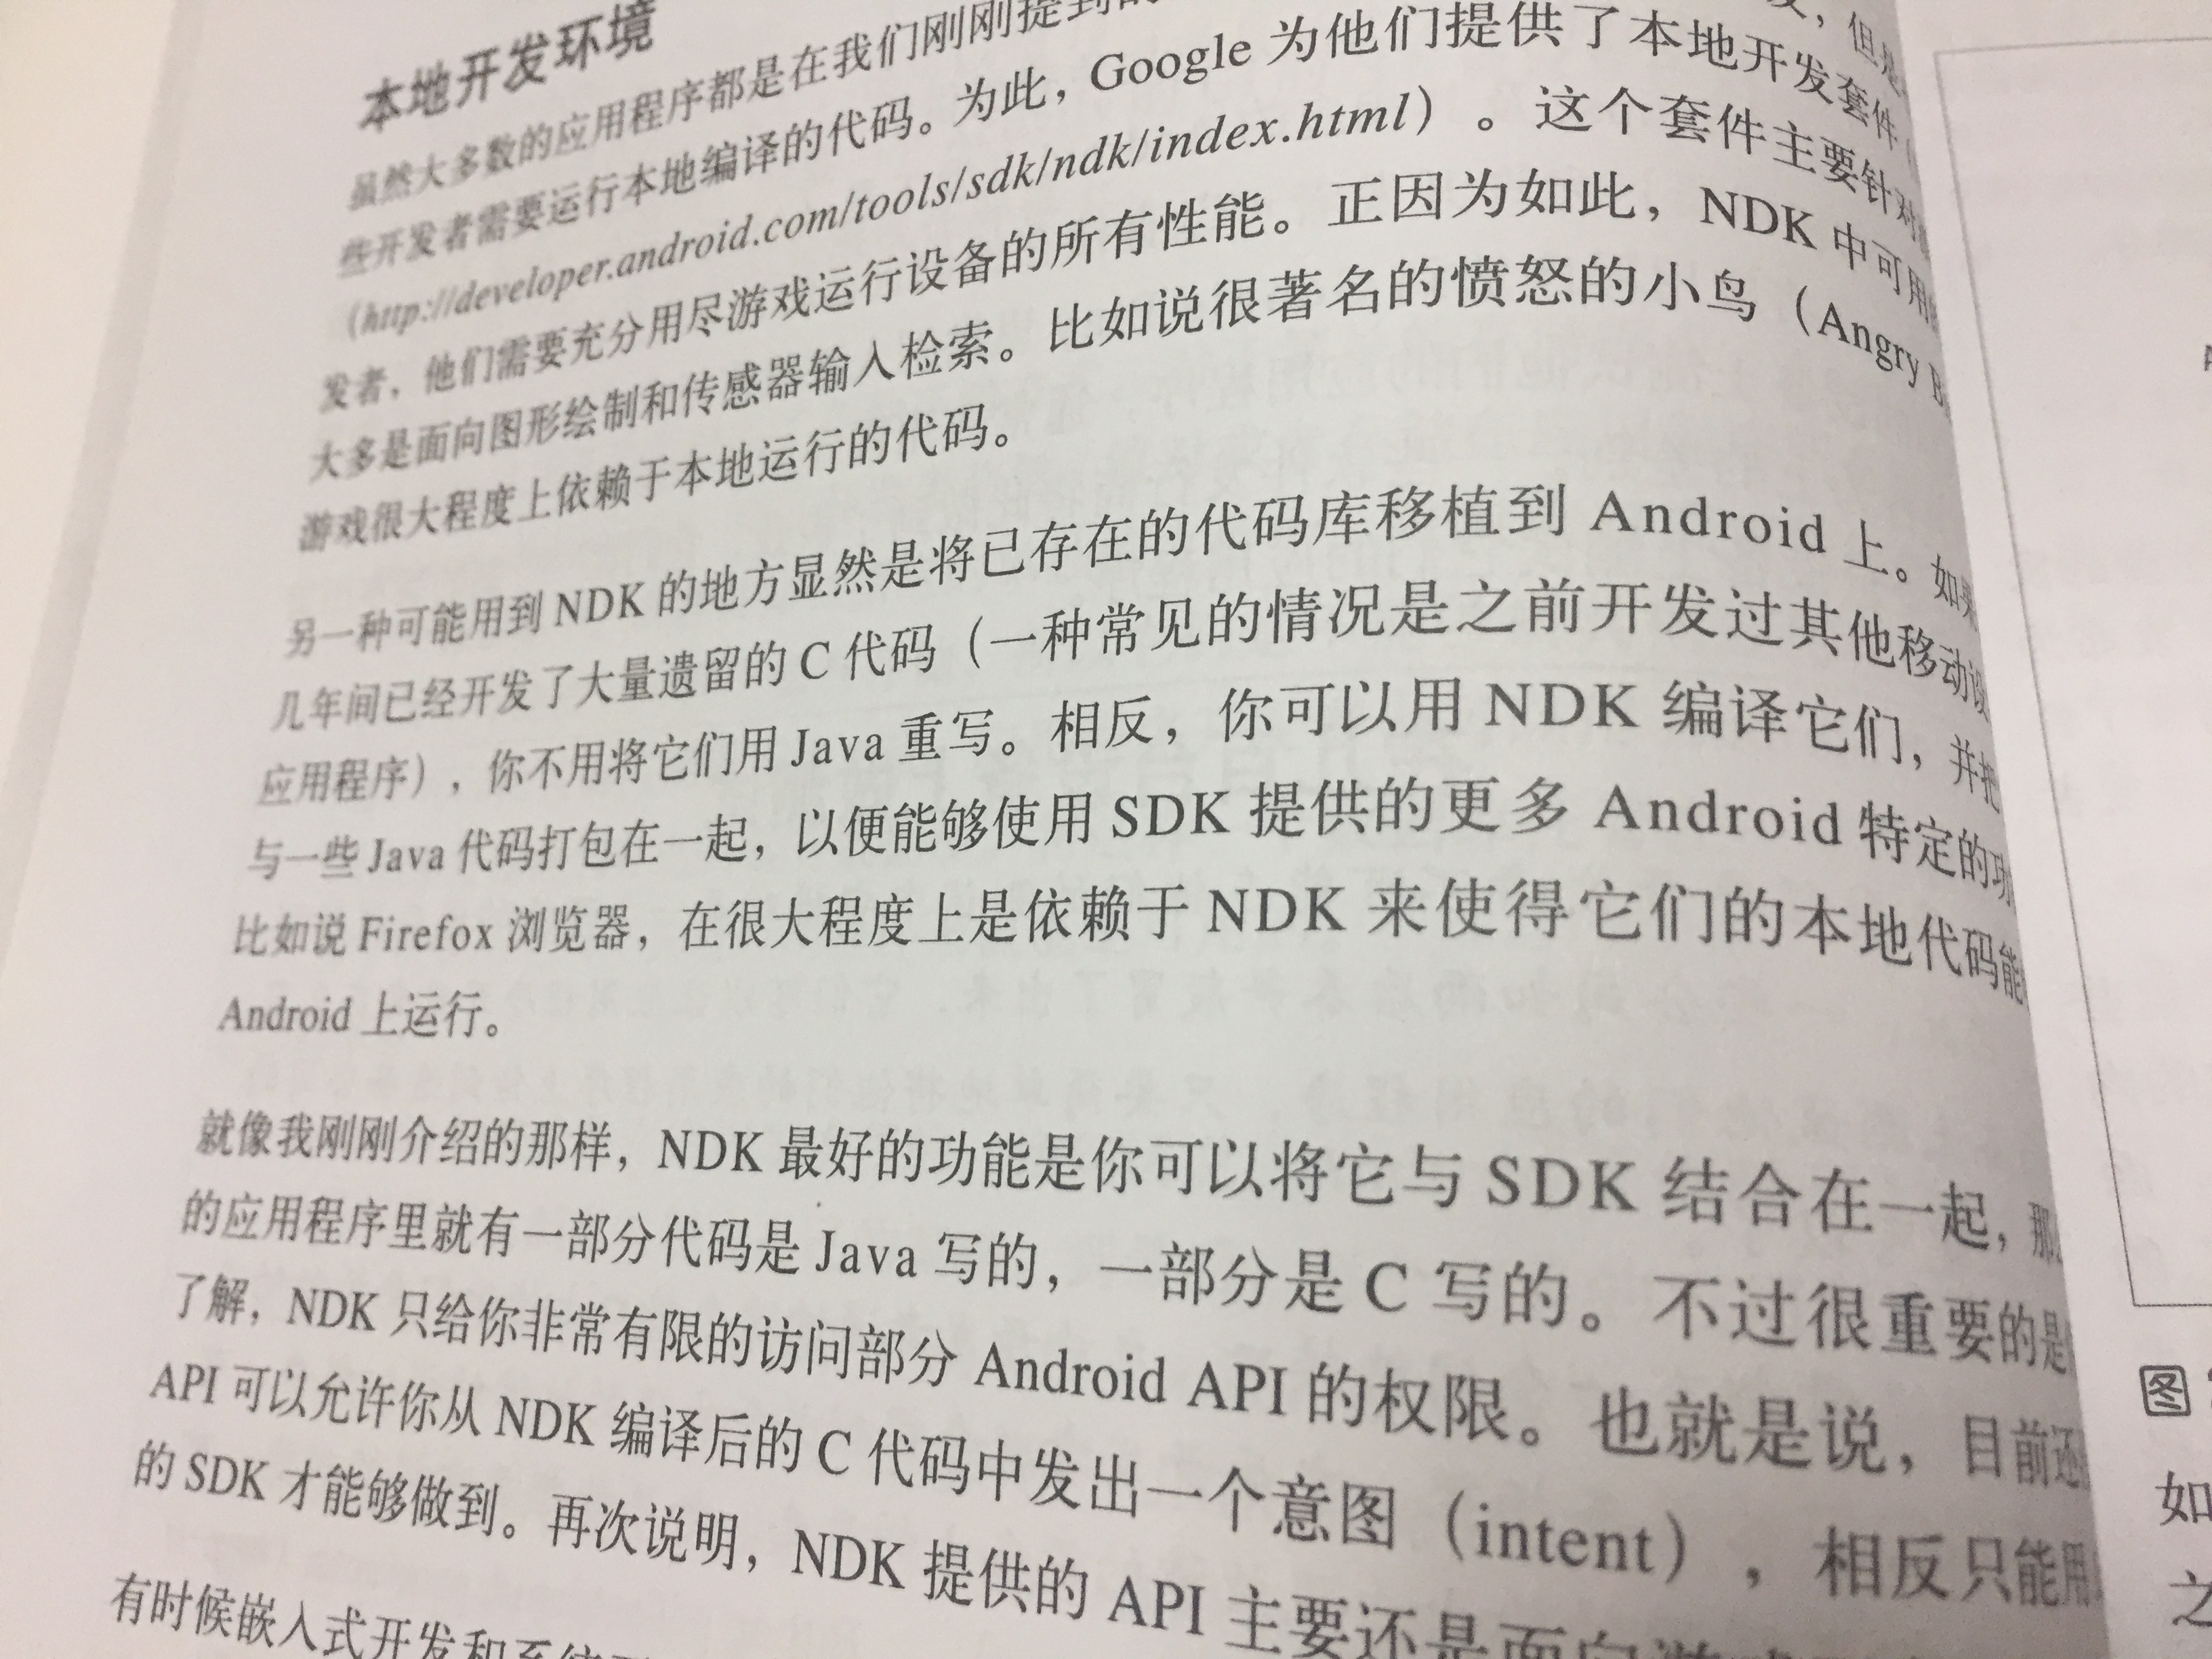 本地开发环境
虽然大多数的应用程序都是在我们刚刚提到的
发，但是
些开发者需要运行本地编译的代码。为此，Google 为他们提供了本地开发套件（
（http://developer.android.com/tools/sdk/ndk/index.html）。这个套件主要针对
发者，他们需要充分用尽游戏运行设备的所有性能。正因为如此，NDK 中可用
大多是面向图形绘制和传感器输入检索。比如说很著名的愤怒的小鸟（Angry B
游戏很大程度上依赖于本地运行的代码。
另一种可能用到 NDK 的地方显然是将已存在的代码库移植到 Android 上。如果
几年间已经开发了大量遗留的 C 代码（一种常见的情况是之前开发过其他移动设
应用程序），你不用将它们用 Java 重写。相反，你可以用 NDK 编译它们，并把
与一些 Java 代码打包在一起，以便能够使用 SDK 提供的更多 Android 特定的功
比如说 Firefox 浏览器，在很大程度上是依赖于 NDK 来使得它们的本地代码能
Android 上运行。
就像我刚刚介绍的那样，NDK 最好的功能是你可以将它与 SDK 结合在一起，那
的应用程序里就有一部分代码是 Java 写的，一部分是 C 写的。不过很重要的是
了解，NDK 只给你非常有限的访问部分 Android API 的权限。也就是说，目前还
API 可以允许你从 NDK 编译后的 C 代码中发出一个意图（intent），相反只能用
的 SDK 才能够做到。再次说明，NDK 提供的 API 主要还是面向游戏
有时候嵌入式开发和系统
图
如
之